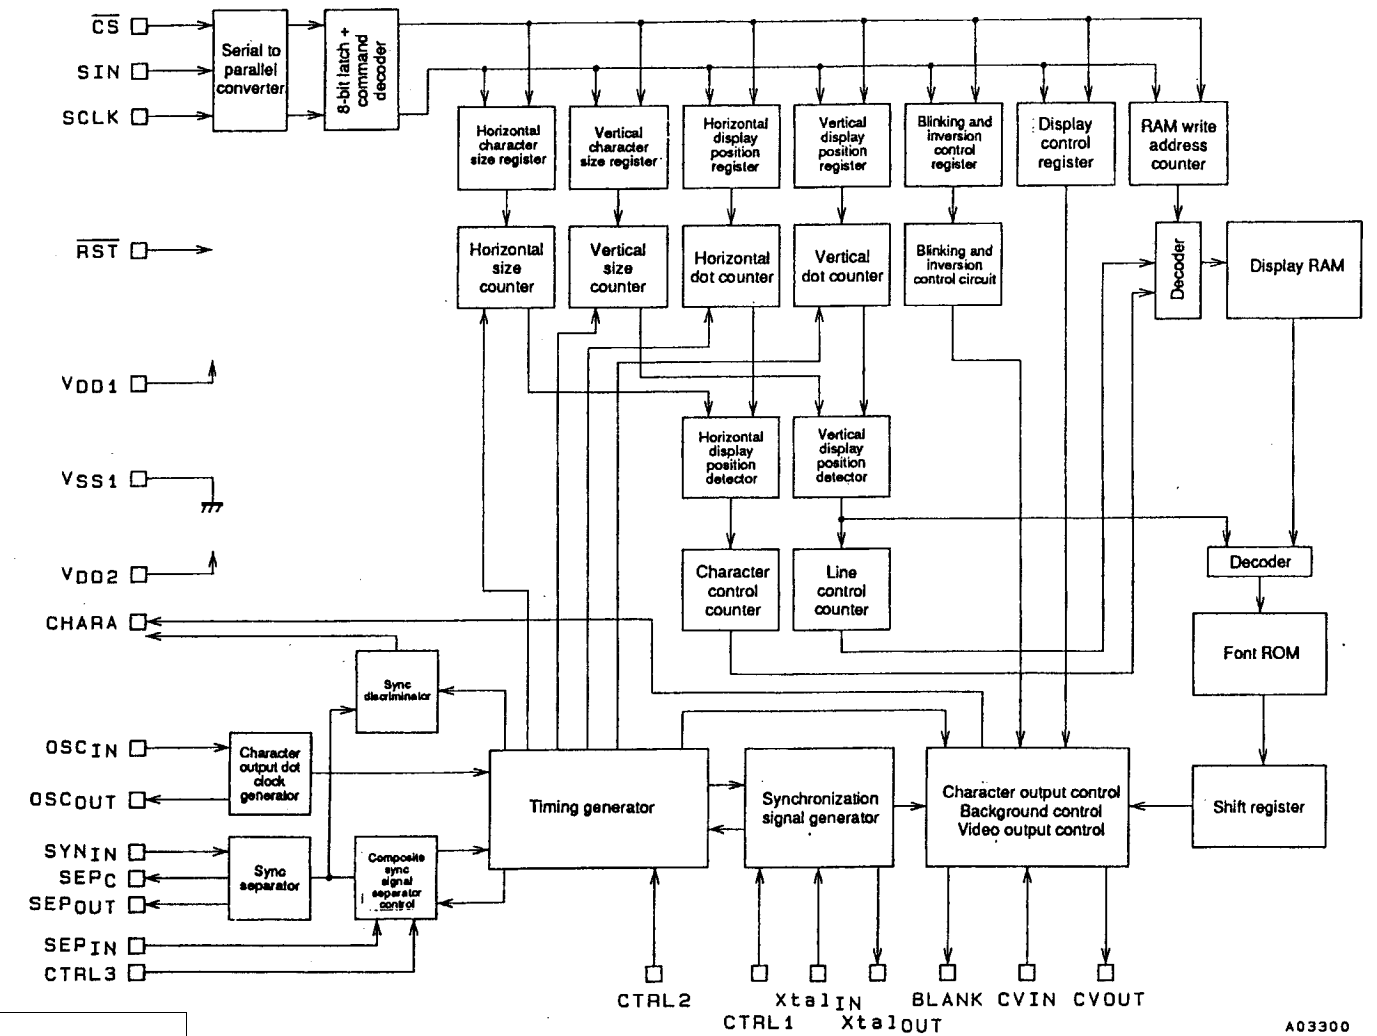 CS
SIN
SCLK
Serial to
parallel
converter
8-bit latch +
command
decoder
Horizontal
character
size register
Vertical
character
size register
Horizontal
display
position
register
Vertical
display
position
register
Blinking and
inversion
control
register
Display
control
register
RAM write
address
counter
RST
Horizontal
size
counter
Vertical
size
counter
Horizontal
dot counter
Vertical
dot counter
Blinking and
inversion
control circuit
Decoder
Display RAM
VDD1
VSS1
VDD2
CHARA
Horizontal
display
position
detector
Vertical
display
position
detector
Character
control
counter
Line
control
counter
Decoder
Font ROM
Sync
discriminator
OSCIN
OSCOUT
Character
output dot
clock
generator
Timing generator
Synchronization
signal generator
Character output control
Background control
Video output control
Shift register
SYNIN
SEPC
SEPOUT
SEPIN
CTRL3
Sync
separator
Composite
sync
signal
separator
control
CTRL2
CTRL1
XtalIN
XtalOUT
BLANK
CVIN
CVOUT
A03300